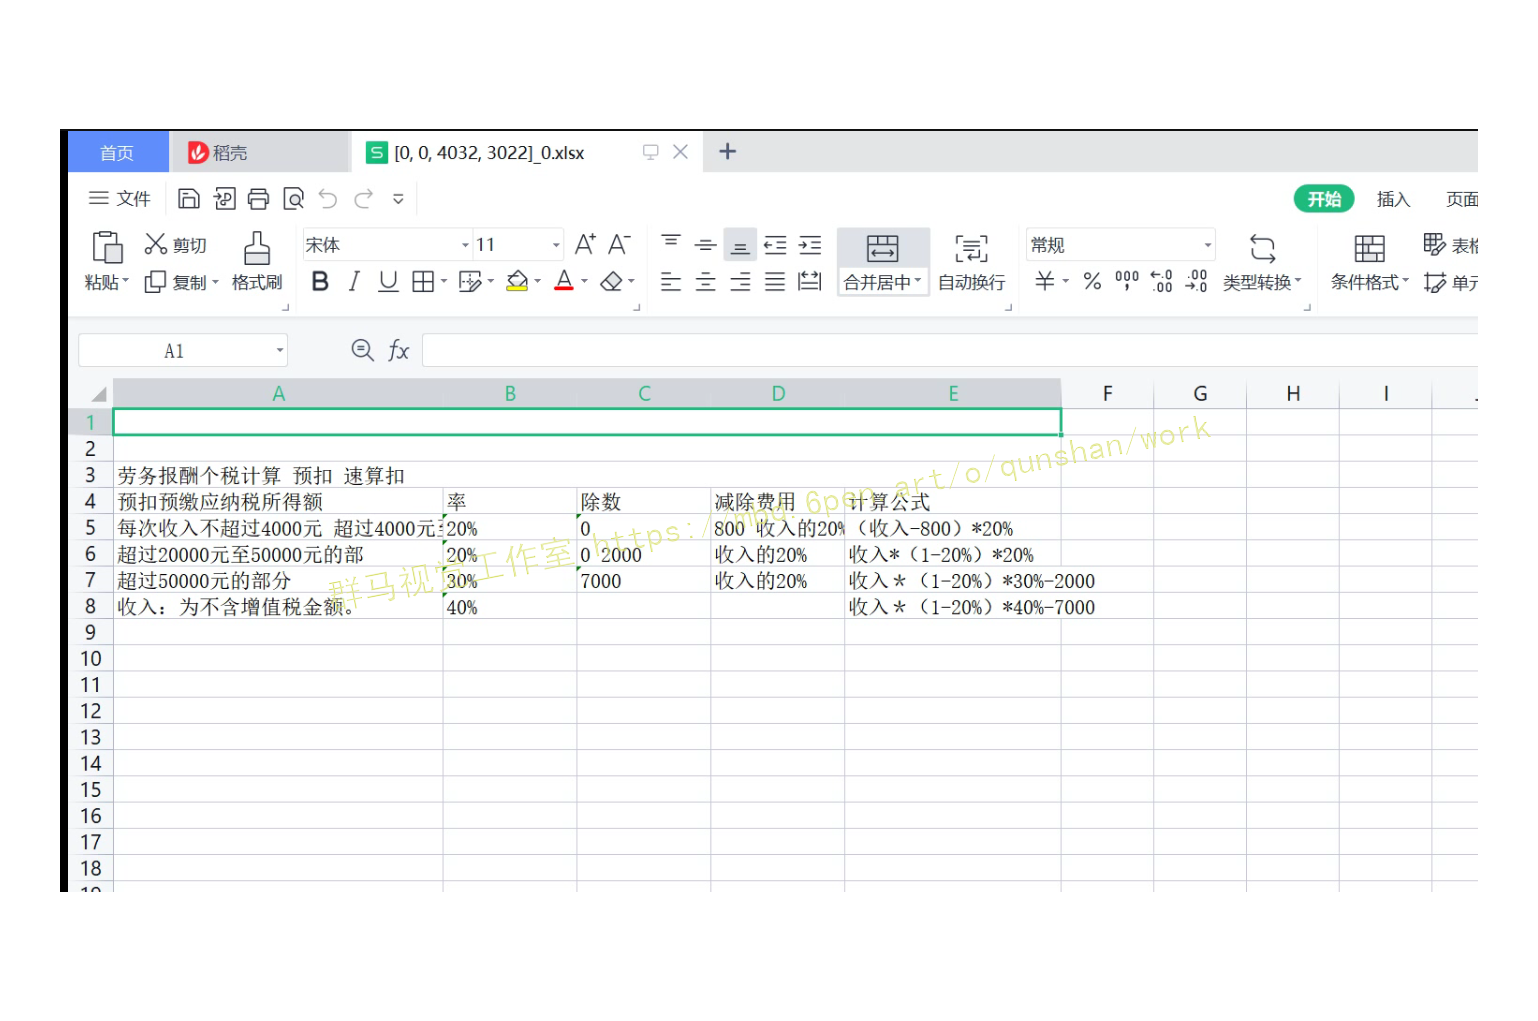 首页 稻壳 [0, 0, 4032, 3022]_0.xlsx
文件 开始 插入 页面
剪切 宋体 11 A+ A- 常规 表格
粘贴 复制 格式刷 B I U A 合并居中 自动换行 ¥ % 000 类型转换 条件格式 单元
A1 fx
A B C D E F G H I
1
2
3 劳务报酬个税计算 预扣 速算扣
4 预扣预缴应纳税所得额 率 除数 减除费用 计算公式
5 每次收入不超过4000元 超过4000元 20% 0 800 收入的20% （收入-800）*20%
6 超过20000元至50000元的部 20% 0 2000 收入的20% 收入*（1-20%）*20%
7 超过50000元的部分 30% 7000 收入的20% 收入*（1-20%）*30%-2000
8 收入：为不含增值税金额。 40% 收入*（1-20%）*40%-7000
9
10
11
12
13
14
15
16
17
18
群马视觉工作室 https://mbd.6pen.art/o/qunshan/work